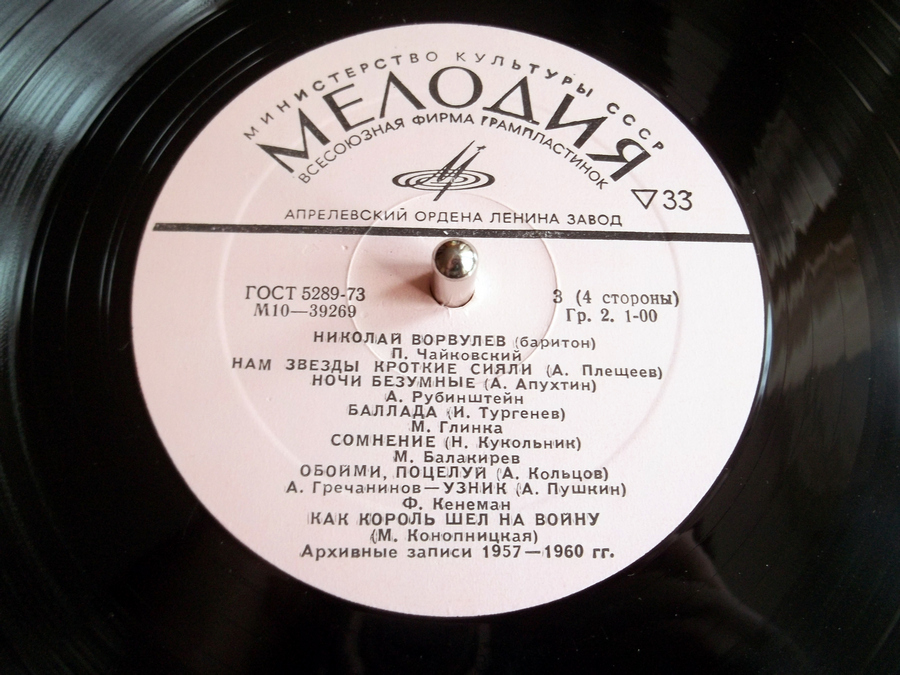 МИНИСТЕРСТВО КУЛЬТУРЫ СССР
МЕЛОДИЯ
ВСЕСОЮЗНАЯ ФИРМА ГРАМПЛАСТИНОК
33
АПРЕЛЕВСКИЙ ОРДЕНА ЛЕНИНА ЗАВОД
ГОСТ 5289-73
М10—39269
3 (4 стороны)
Гр. 2. 1-00
НИКОЛАЙ ВОРВУЛЕВ (баритон)
П. Чайковский
НАМ ЗВЕЗДЫ КРОТКИЕ СИЯЛИ (А. Плещеев)
НОЧИ БЕЗУМНЫЕ (А. Апухтин)
А. Рубинштейн
БАЛЛАДА (И. Тургенев)
М. Глинка
СОМНЕНИЕ (Н. Кукольник)
М. Балакирев
ОБОЙМИ, ПОЦЕЛУЙ (А. Кольцов)
А. Гречанинов—УЗНИК (А. Пушкин)
Ф. Кенеман
КАК КОРОЛЬ ШЕЛ НА ВОЙНУ
(М. Конопницкая)
Архивные записи 1957—1960 гг.